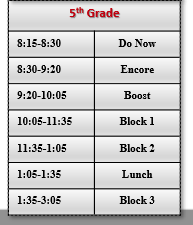 5th Grade
8:15-8:30 Do Now
8:30-9:20 Encore
9:20-10:05 Boost
10:05-11:35 Block 1
11:35-1:05 Block 2
1:05-1:35 Lunch
1:35-3:05 Block 3